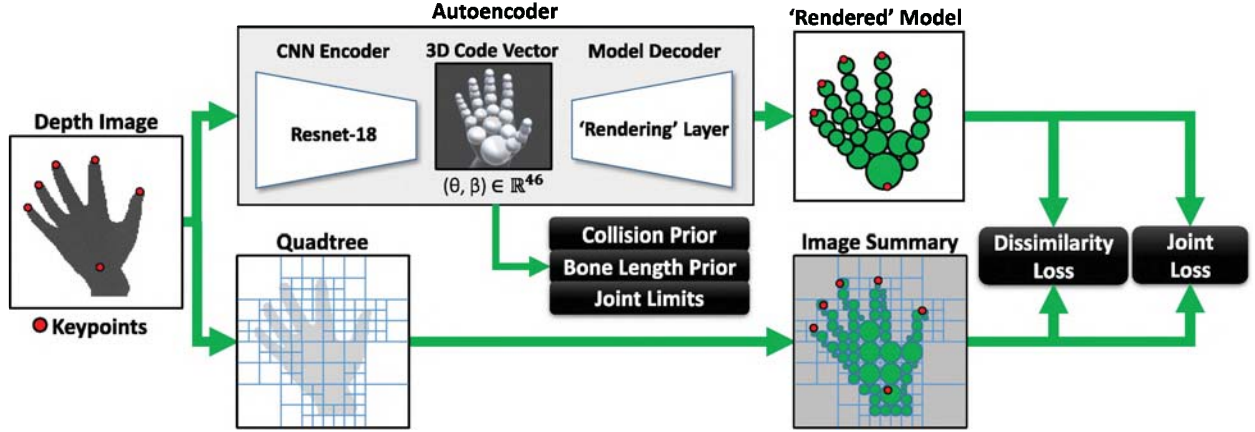 Autoencoder
'Rendered' Model
CNN Encoder
3D Code Vector
Model Decoder
Depth Image
Resnet-18
'Rendering' Layer
(θ, β) ∈ ℝ⁴⁶
Quadtree
Collision Prior
Bone Length Prior
Joint Limits
Image Summary
Dissimilarity
Loss
Joint
Loss
Keypoints